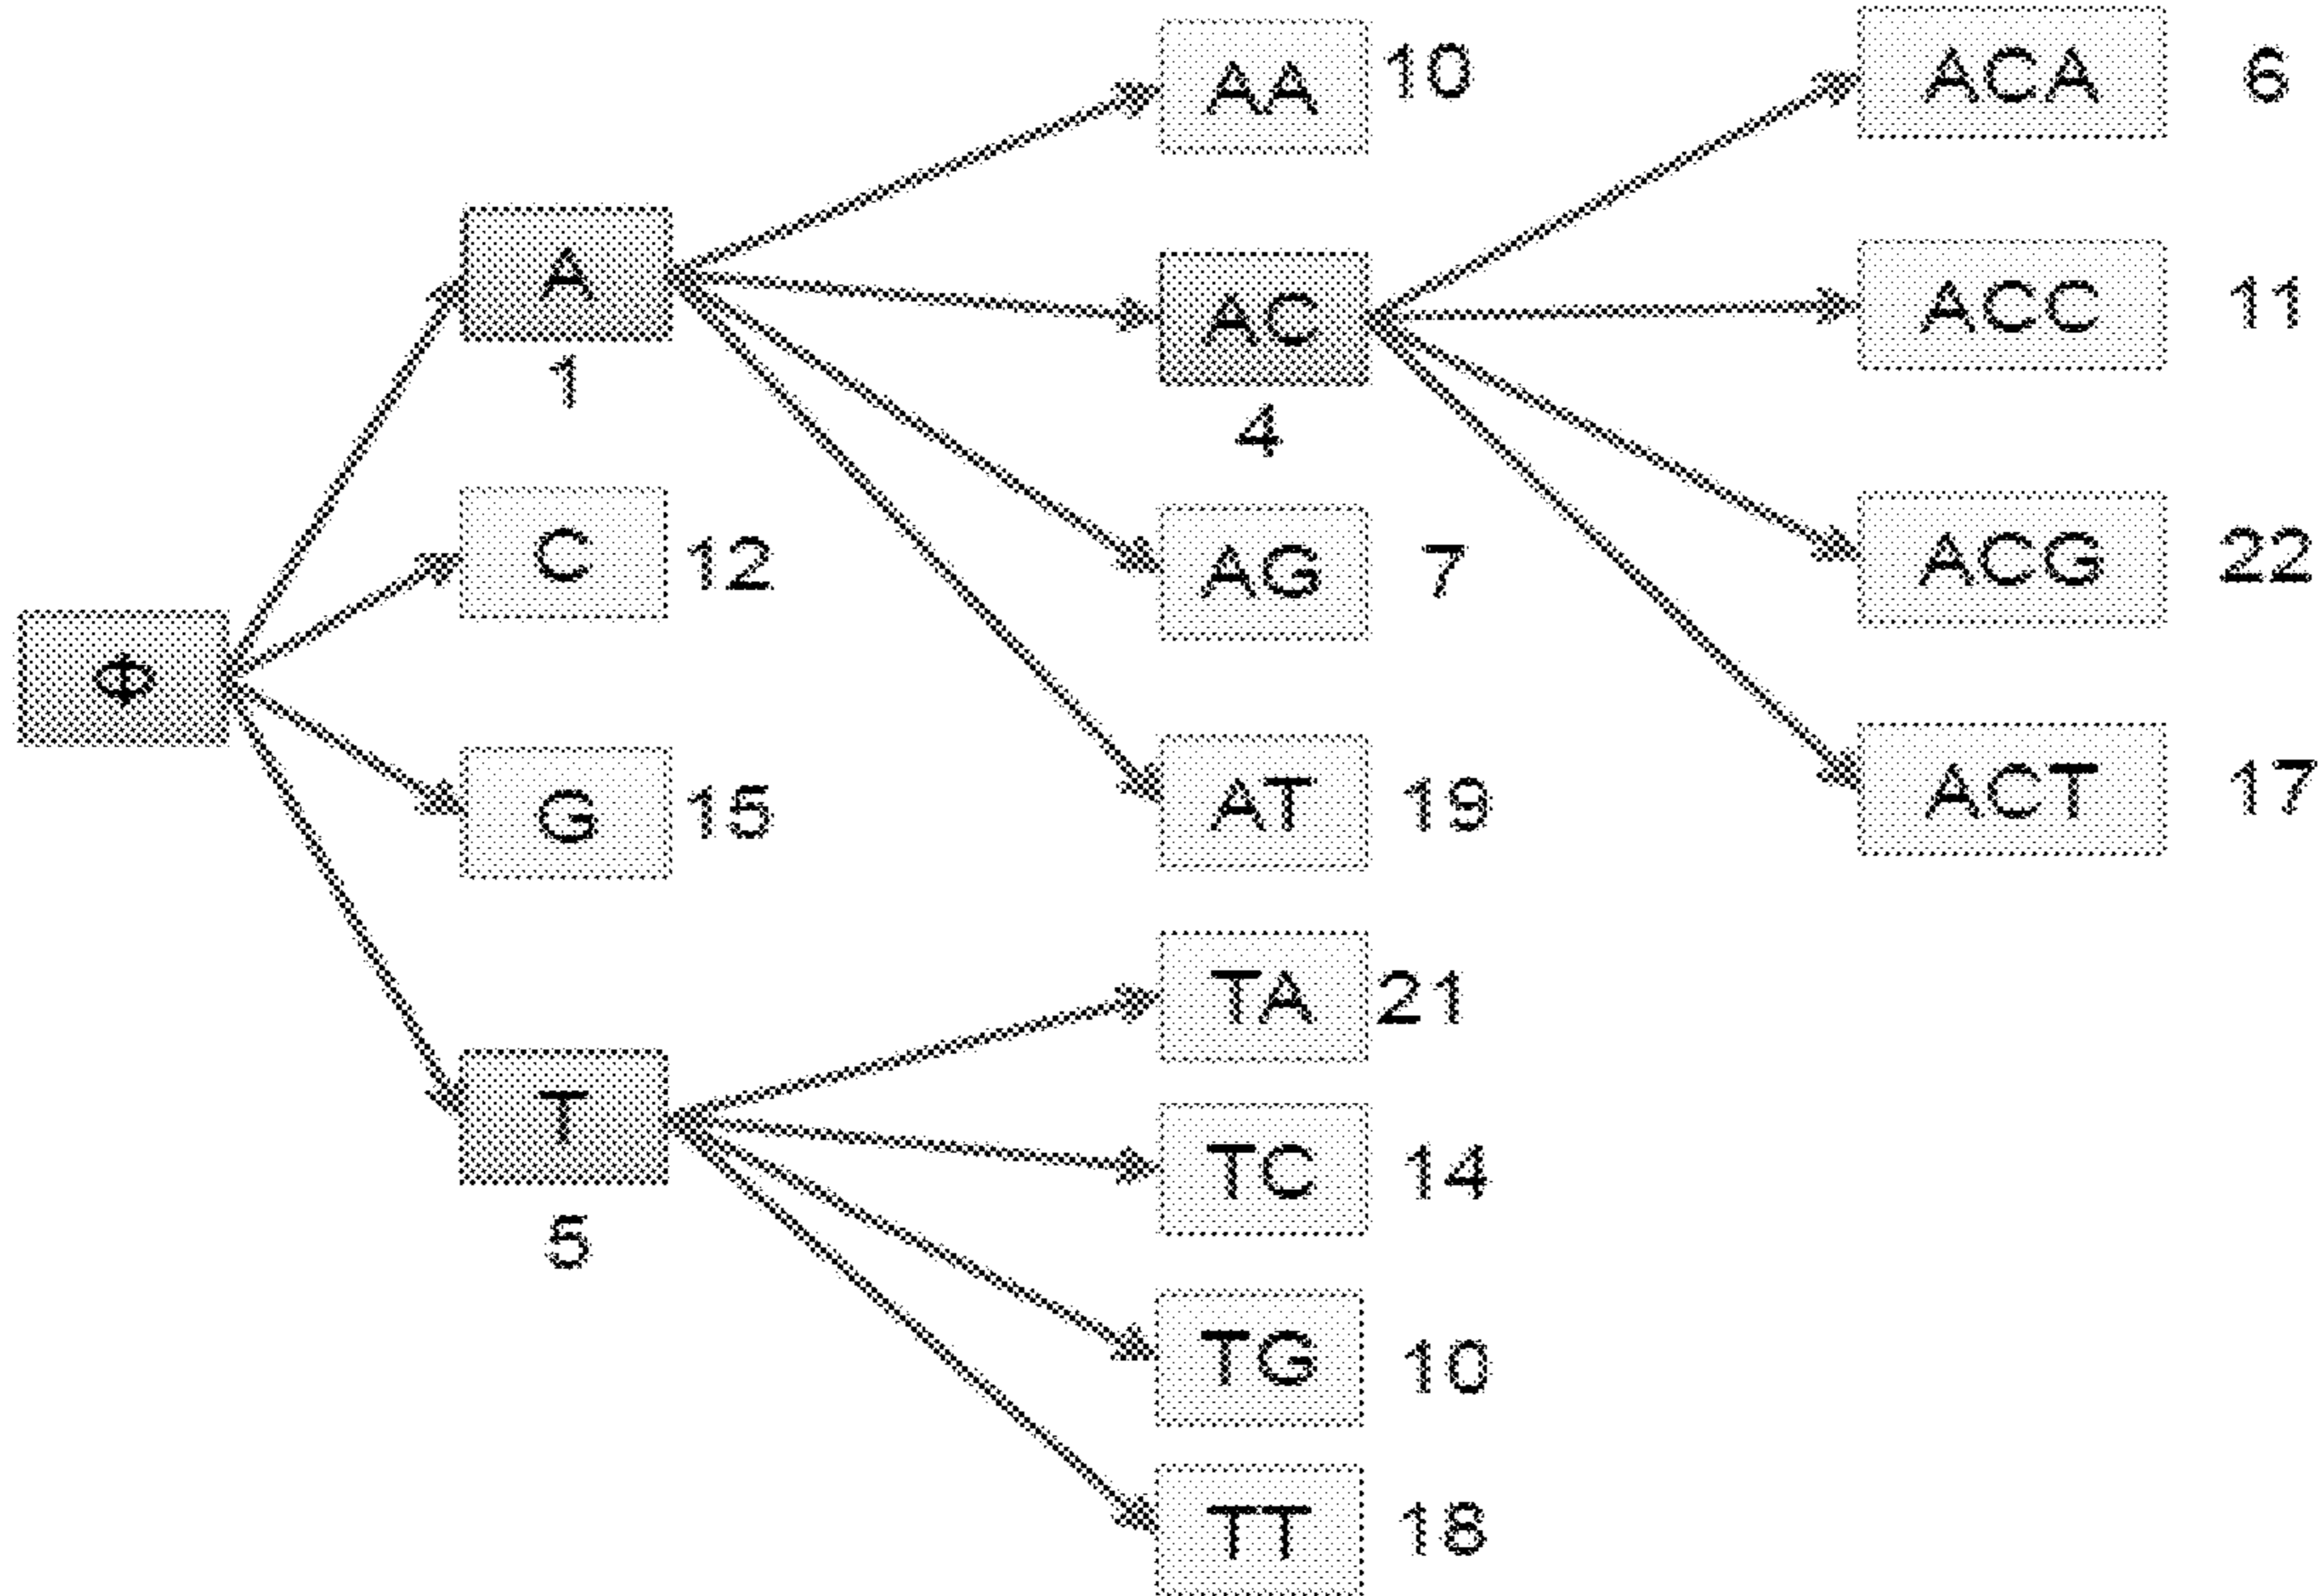 Φ
A
1
C 12
G 15
T
5
AA 10
AC
4
AG 7
AT 19
TA 21
TC 14
TG 10
TT 18
ACA 6
ACC 11
ACG 22
ACT 17